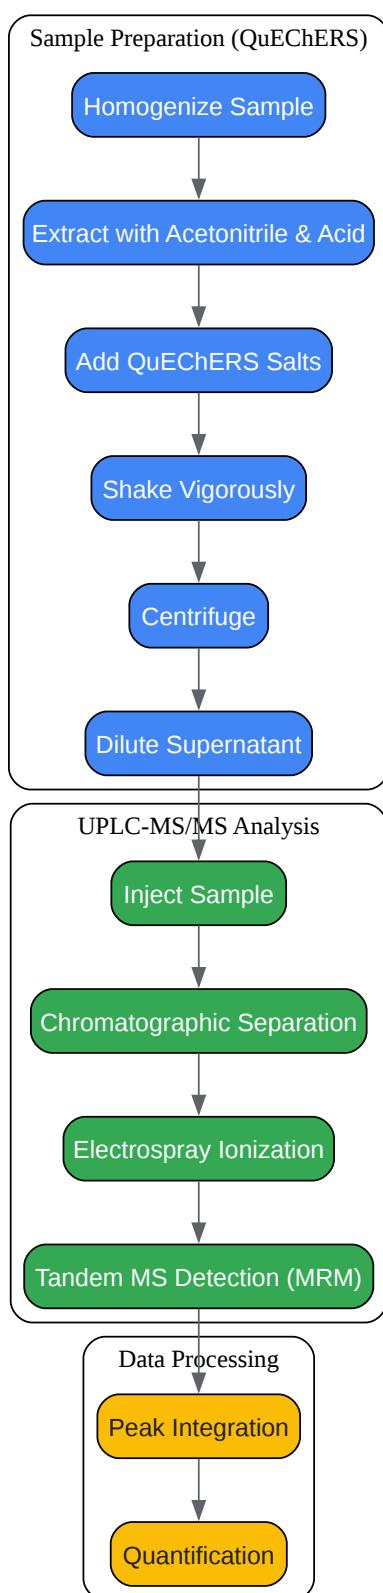 Sample Preparation (QuEChERS)
Homogenize Sample
Extract with Acetonitrile & Acid
Add QuEChERS Salts
Shake Vigorously
Centrifuge
Dilute Supernatant
UPLC-MS/MS Analysis
Inject Sample
Chromatographic Separation
Electrospray Ionization
Tandem MS Detection (MRM)
Data Processing
Peak Integration
Quantification